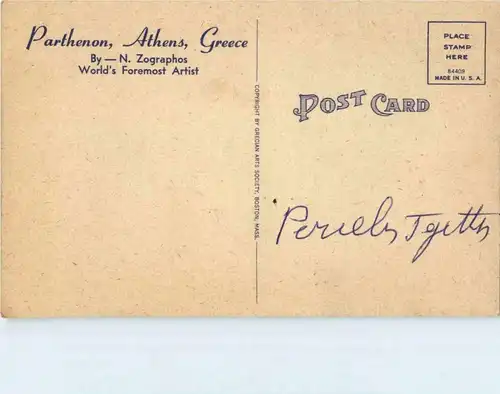 Parthenon, Athens, Greece
By — N. Zographos
World's Foremost Artist
COPYRIGHT BY GRECIAN ARTS SOCIETY, BOSTON, MASS.
PLACE
STAMP
HERE
64408
MADE IN U. S. A.
POST CARD